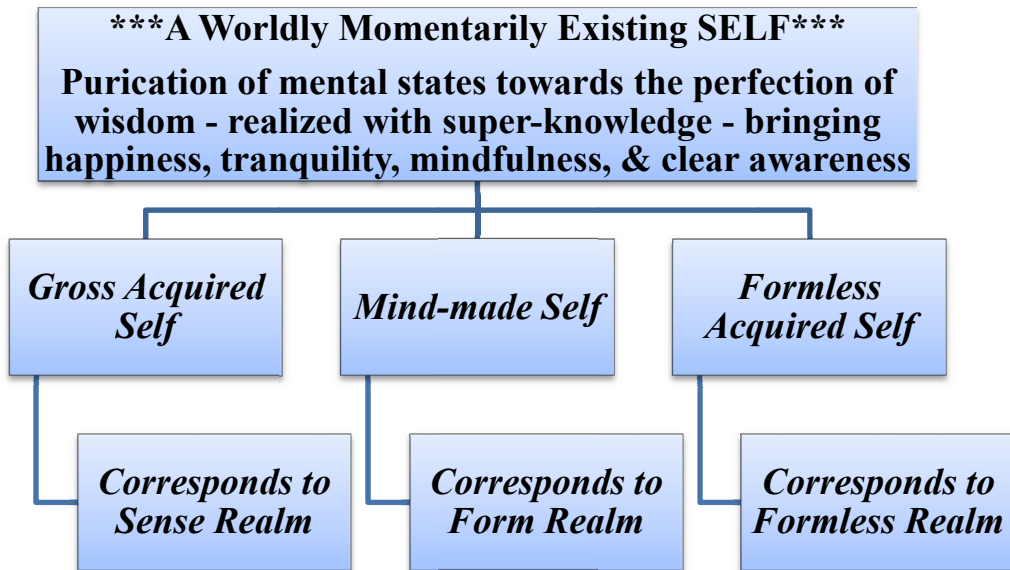 ***A Worldly Momentarily Existing SELF***
Purication of mental states towards the perfection of
wisdom - realized with super-knowledge - bringing
happiness, tranquility, mindfulness, & clear awareness
Gross Acquired
Self
Mind-made Self
Formless
Acquired Self
Corresponds to
Sense Realm
Corresponds to
Form Realm
Corresponds to
Formless Realm